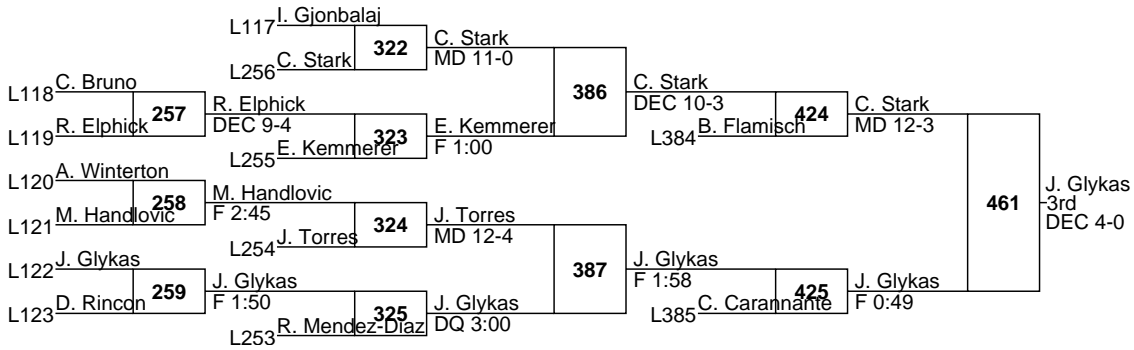 L117 I. Gjonbalaj
322
C. Stark
MD 11-0
L256 C. Stark
L118 C. Bruno
257
R. Elphick
DEC 9-4
L119 R. Elphick
323
E. Kemmerer
F 1:00
L255 E. Kemmerer
386
C. Stark
DEC 10-3
424
C. Stark
MD 12-3
L384 B. Flamisch
L120 A. Winterton
258
M. Handlovic
F 2:45
L121 M. Handlovic
324
J. Torres
MD 12-4
L254 J. Torres
L122 J. Glykas
259
J. Glykas
F 1:50
L123 D. Rincon
325
J. Glykas
DQ 3:00
L253 R. Mendez-Diaz
387
J. Glykas
F 1:58
425
J. Glykas
F 0:49
L385 C. Carannante
461
J. Glykas
3rd
DEC 4-0